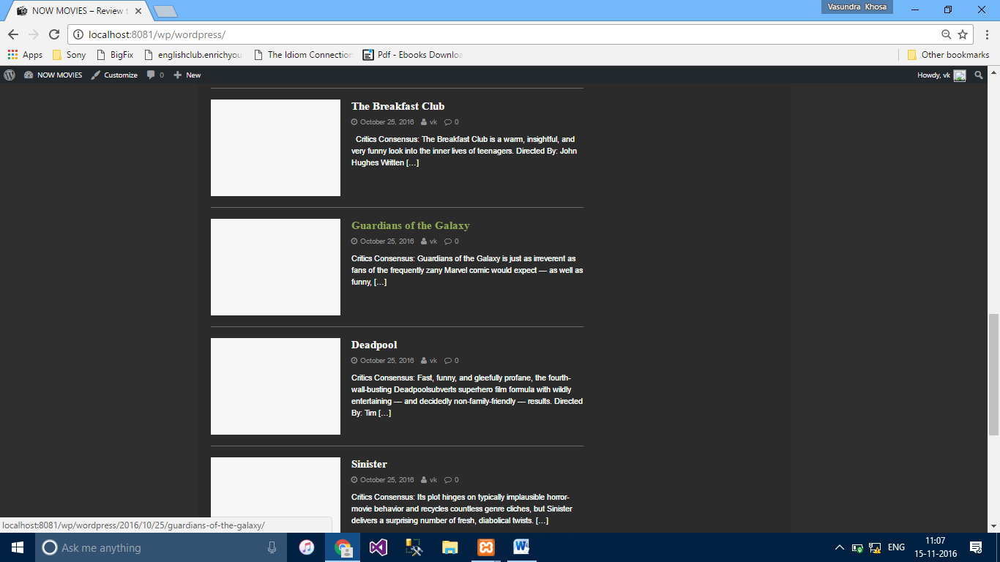 NOW MOVIES – Review t
Vasundra Khosa
localhost:8081/wp/wordpress/
Apps Sony BigFix englishclub.enrichyou The Idiom Connection Pdf - Ebooks Downloa Other bookmarks
NOW MOVIES Customize 0 New Howdy, vk
The Breakfast Club
October 25, 2016 vk 0
Critics Consensus: The Breakfast Club is a warm, insightful, and
very funny look into the inner lives of teenagers. Directed By: John
Hughes Written […]
Guardians of the Galaxy
October 25, 2016 vk 0
Critics Consensus: Guardians of the Galaxy is just as irreverent as
fans of the frequently zany Marvel comic would expect — as well as
funny, […]
Deadpool
October 25, 2016 vk 0
Critics Consensus: Fast, funny, and gleefully profane, the fourth-
wall-busting Deadpoolsubverts superhero film formula with wildly
entertaining — and decidedly non-family-friendly — results. Directed
By: Tim […]
Sinister
October 25, 2016 vk 0
Critics Consensus: Its plot hinges on typically implausible horror-
movie behavior and recycles countless genre cliches, but Sinister
delivers a surprising number of fresh, diabolical twists. […]
localhost:8081/wp/wordpress/2016/10/25/guardians-of-the-galaxy/
Ask me anything
ENG
11:07
15-11-2016